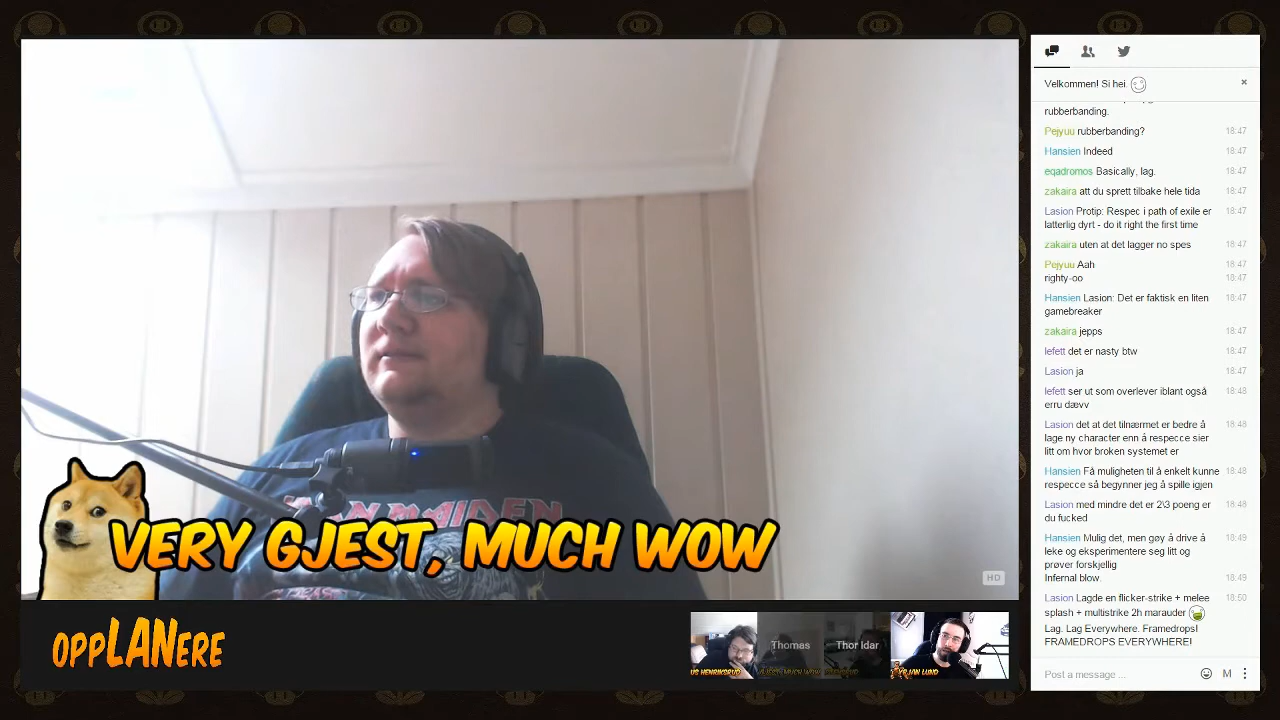 Velkommen! Si hei.
rubberbanding.
Pejyuu rubberbanding? 18:47
Hansien Indeed 18:47
eqadromos Basically, lag. 18:47
zakaira att du sprett tilbake hele tida 18:47
Lasion Protip: Respec i path of exile er 18:47
latterlig dyrt - do it right the first time
zakaira uten at det lagger no spes 18:47
Pejyuu Aah 18:47
righty-oo 18:47
Hansien Lasion: Det er faktisk en liten 18:47
gamebreaker
zakaira jepps 18:47
lefett det er nasty btw 18:47
Lasion ja 18:47
lefett ser ut som overlever iblant også 18:48
erru dævv
Lasion det at det tilnærmet er bedre å 18:48
lage ny character enn å respecce sier
litt om hvor broken systemet er
Hansien Få muligheten til å enkelt kunne 18:48
respecce så begynner jeg å spille igjen
Lasion med mindre det er 2\3 poeng er 18:48
du fucked
Hansien Mulig det, men gøy å drive å 18:49
leke og eksperimentere seg litt og
prøver forskjellig
Infernal blow. 18:49
Lasion Lagde en flicker-strike + melee 18:50
splash + multistrike 2h marauder
Lag. Lag Everywhere. Framedrops!
FRAMEDROPS EVERYWHERE!
Post a message ...
M
IRON MAIDEN
VERY GJEST, MUCH WOW
HD
oppLANere
Thomas
Thor Idar
US HENRIKSRUD
RJAN LUND